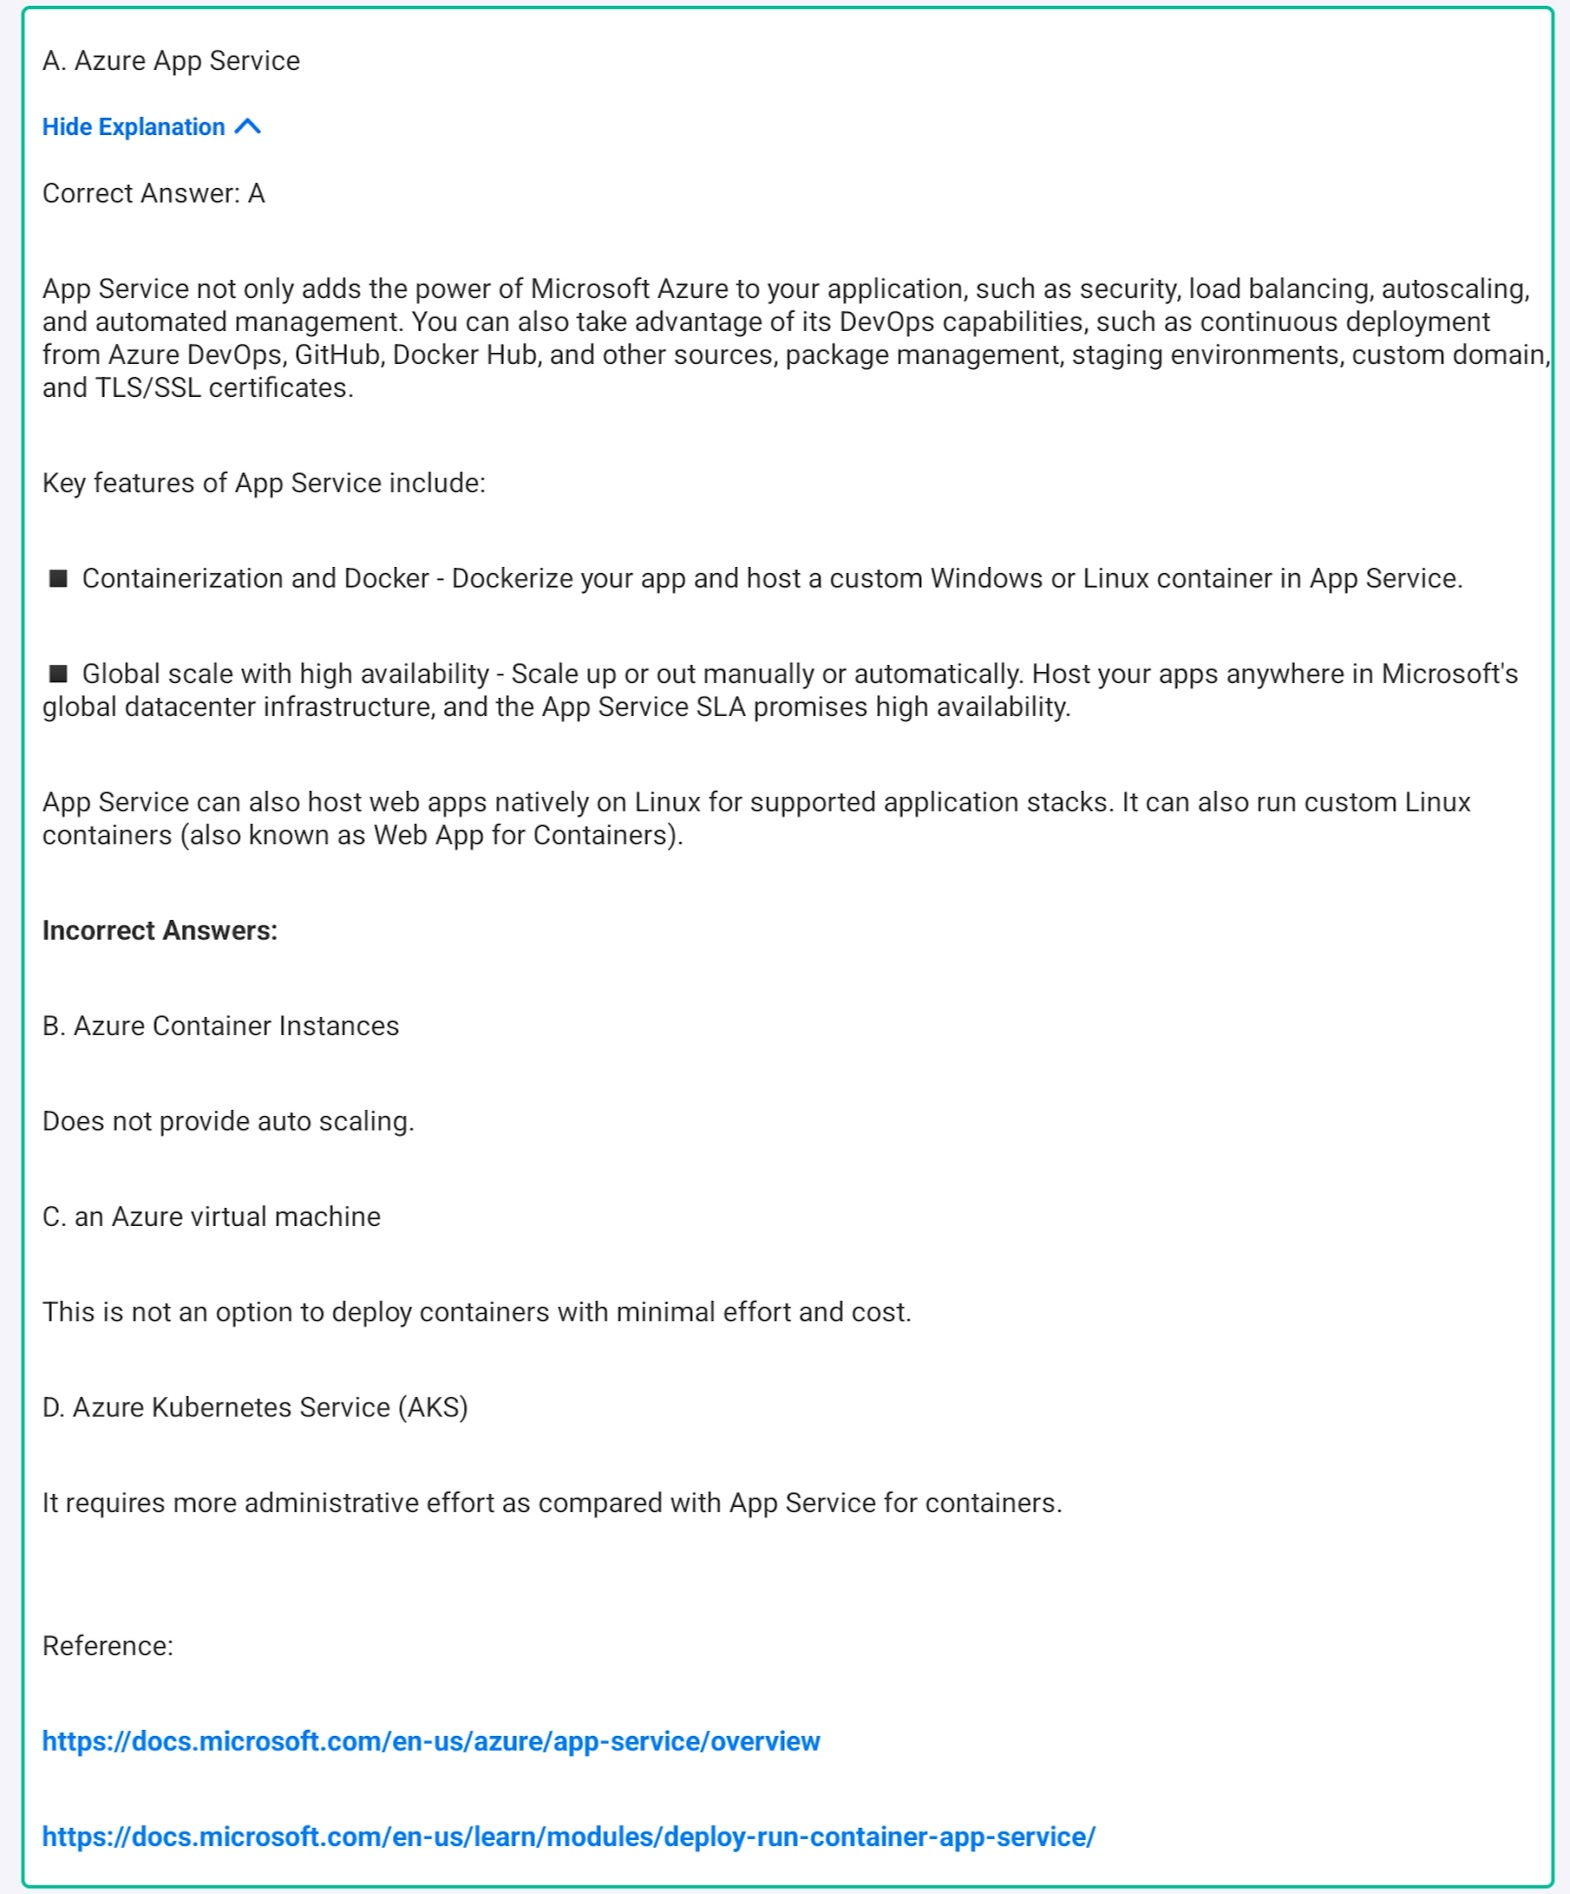 A. Azure App Service
Hide Explanation
Correct Answer: A
App Service not only adds the power of Microsoft Azure to your application, such as security, load balancing, autoscaling,
and automated management. You can also take advantage of its DevOps capabilities, such as continuous deployment
from Azure DevOps, GitHub, Docker Hub, and other sources, package management, staging environments, custom domain,
and TLS/SSL certificates.
Key features of App Service include:
■ Containerization and Docker - Dockerize your app and host a custom Windows or Linux container in App Service.
■ Global scale with high availability - Scale up or out manually or automatically. Host your apps anywhere in Microsoft's
global datacenter infrastructure, and the App Service SLA promises high availability.
App Service can also host web apps natively on Linux for supported application stacks. It can also run custom Linux
containers (also known as Web App for Containers).
Incorrect Answers:
B. Azure Container Instances
Does not provide auto scaling.
C. an Azure virtual machine
This is not an option to deploy containers with minimal effort and cost.
D. Azure Kubernetes Service (AKS)
It requires more administrative effort as compared with App Service for containers.
Reference:
https://docs.microsoft.com/en-us/azure/app-service/overview
https://docs.microsoft.com/en-us/learn/modules/deploy-run-container-app-service/